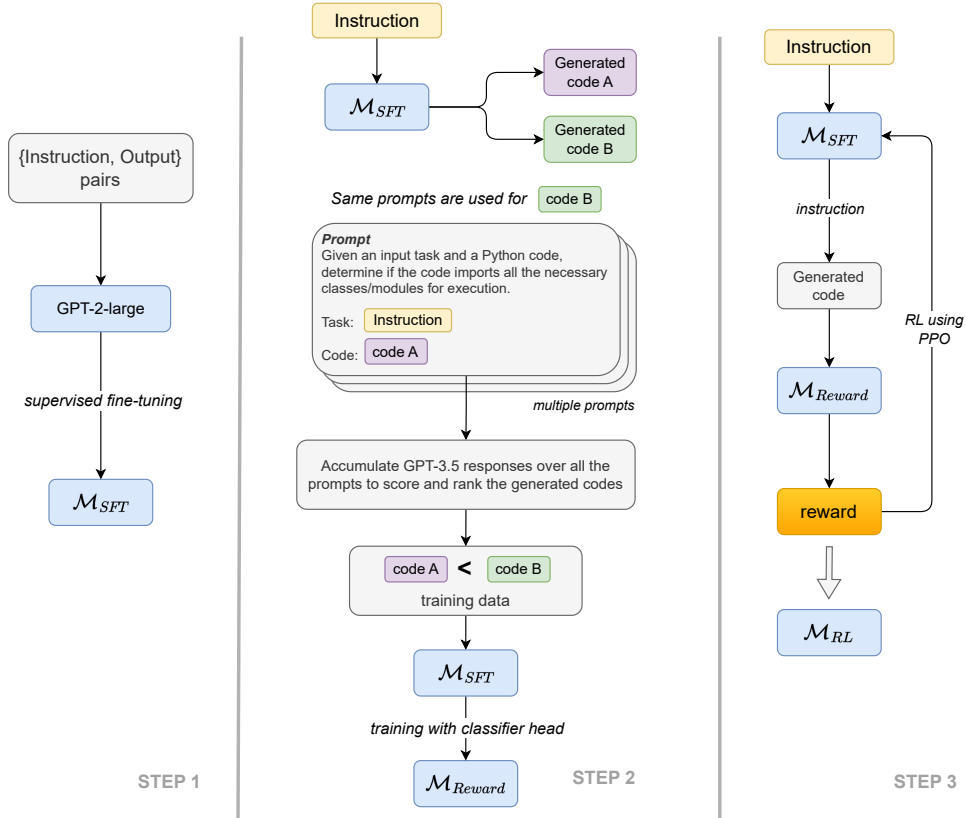 {Instruction, Output}
pairs
GPT-2-large
supervised fine-tuning
M_SFT
STEP 1
Instruction
M_SFT
Generated
code A
Generated
code B
Same prompts are used for code B
Prompt
Given an input task and a Python code,
determine if the code imports all the necessary
classes/modules for execution.
Task: Instruction
Code: code A
multiple prompts
Accumulate GPT-3.5 responses over all the
prompts to score and rank the generated codes
code A < code B
training data
M_SFT
training with classifier head
M_Reward
STEP 2
Instruction
M_SFT
instruction
Generated
code
RL using
PPO
M_Reward
reward
M_RL
STEP 3